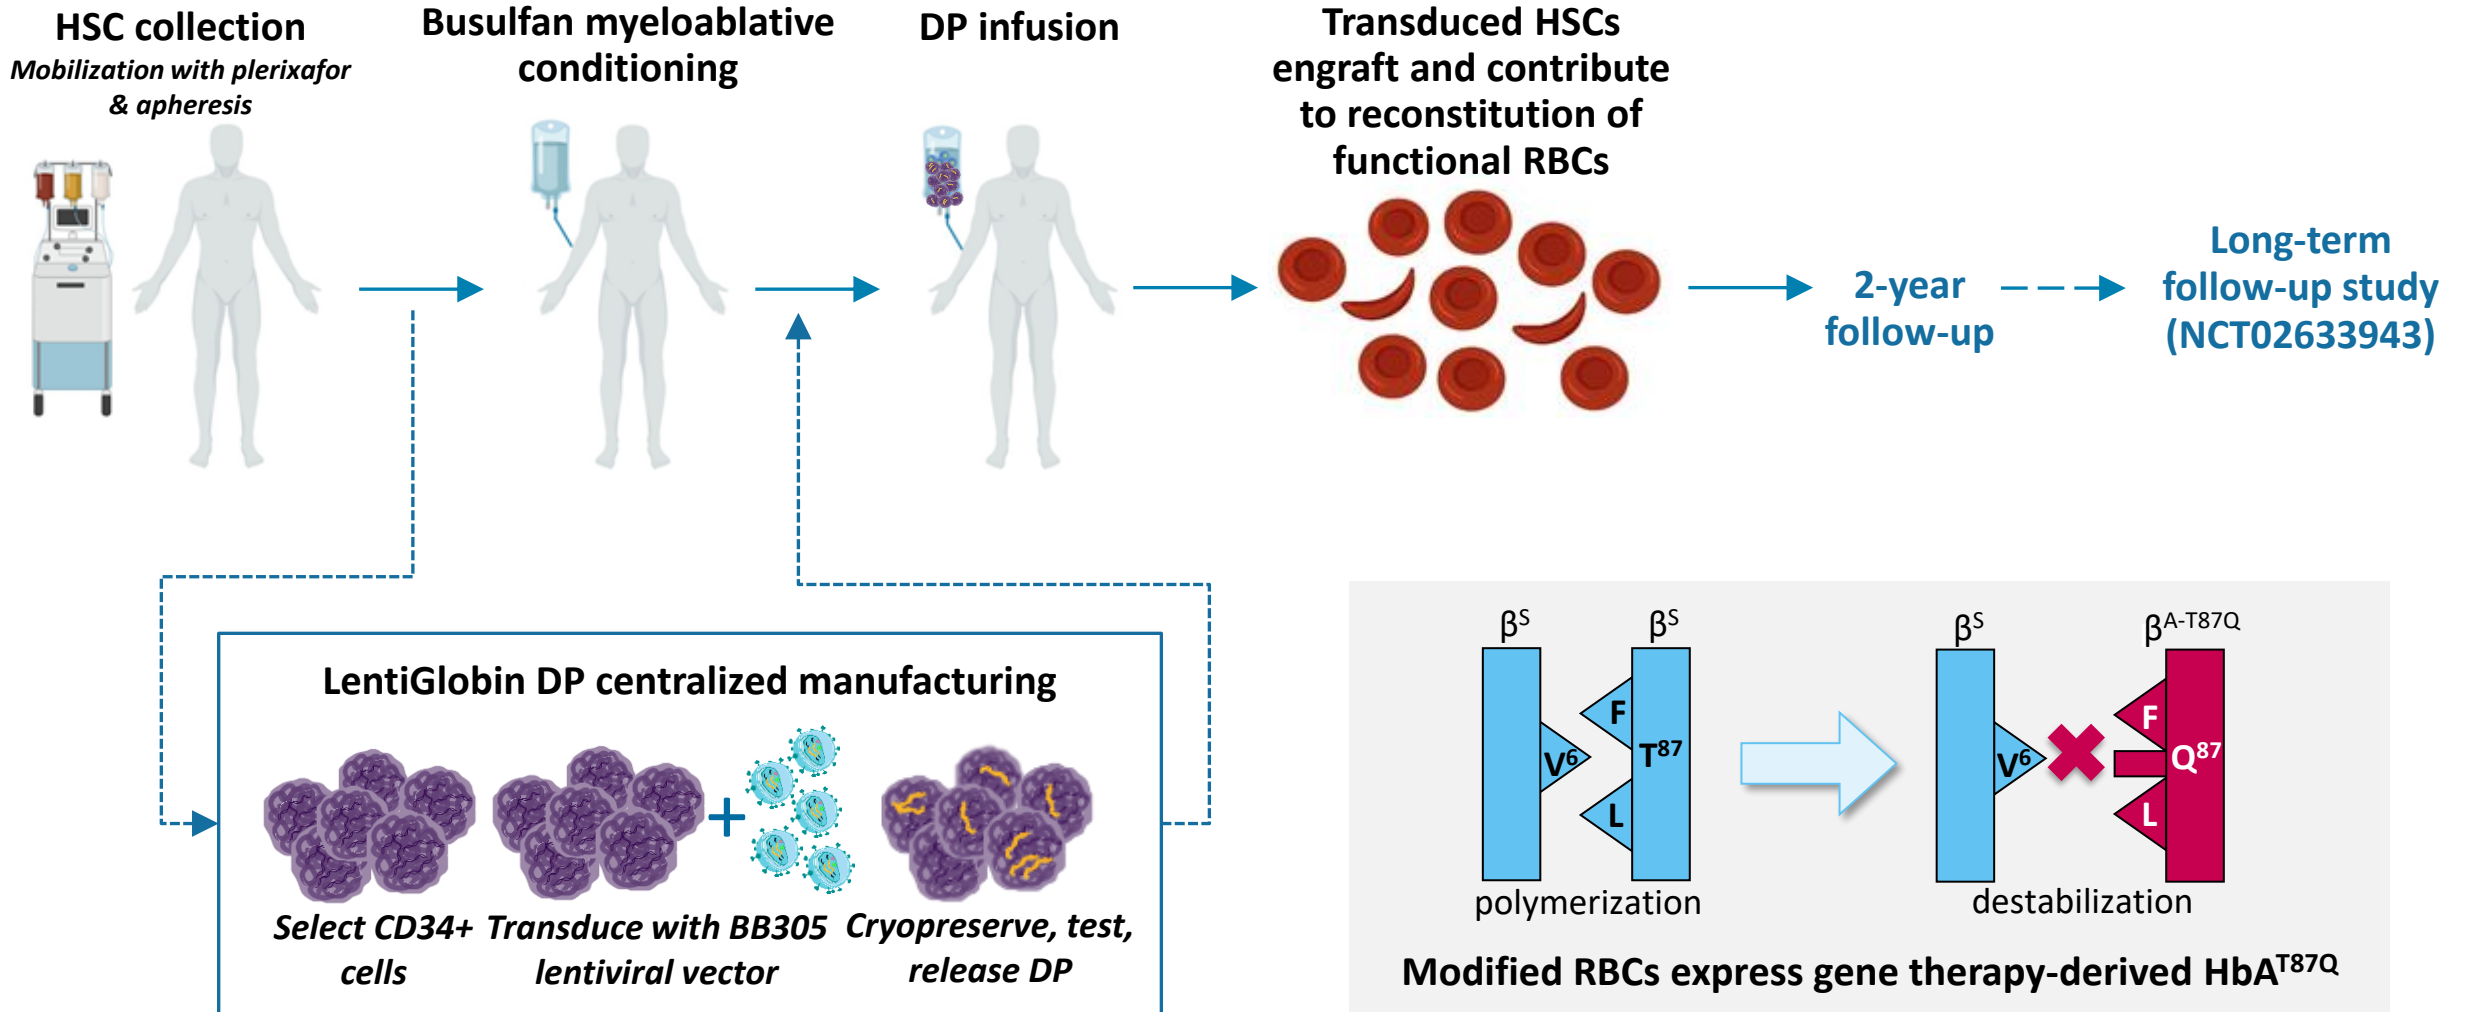 HSC collection
Mobilization with plerixafor
& apheresis
Busulfan myeloablative
conditioning
DP infusion
Transduced HSCs
engraft and contribute
to reconstitution of
functional RBCs
2-year
follow-up
Long-term
follow-up study
(NCT02633943)
LentiGlobin DP centralized manufacturing
Select CD34+
cells
Transduce with BB305
lentiviral vector
Cryopreserve, test,
release DP
βS
βS
βS
βA-T87Q
V6
F
T87
L
V6
F
Q87
L
polymerization
destabilization
Modified RBCs express gene therapy-derived HbAT87Q